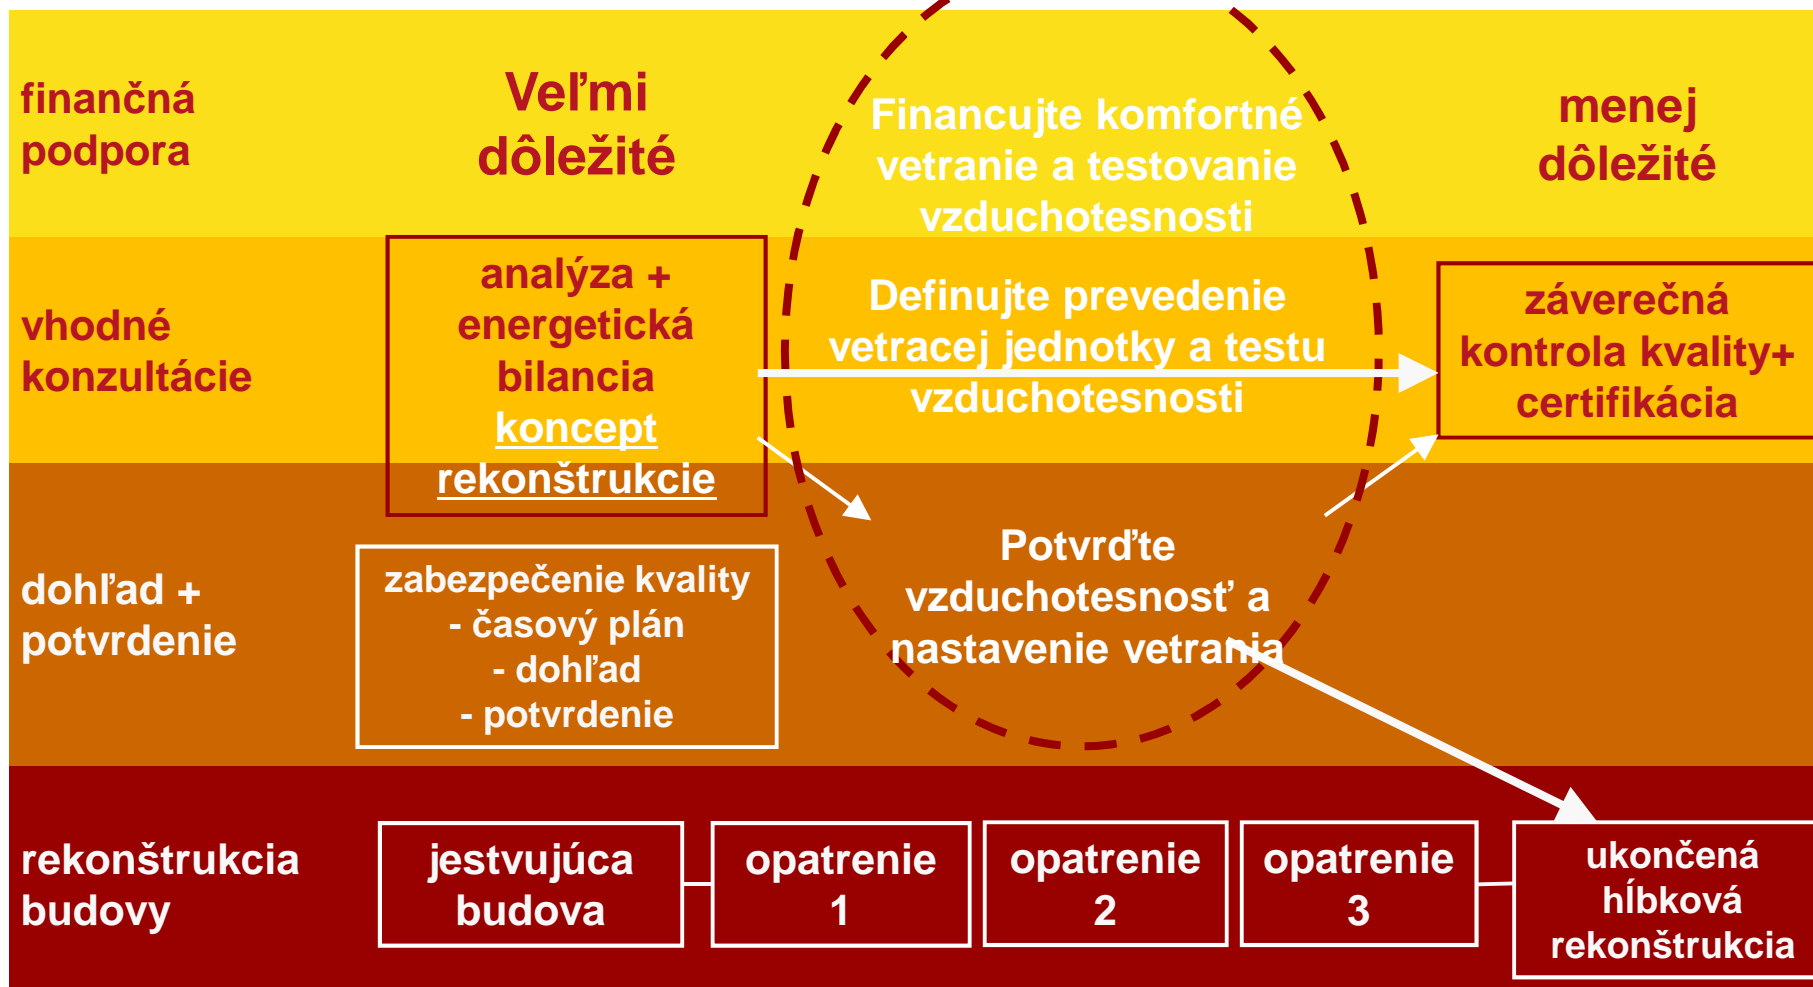 finančná
podpora
Veľmi
dôležité
Financujte komfortné
vetranie a testovanie
vzduchotesnosti
menej
dôležité
vhodné
konzultácie
analýza +
energetická
bilancia
koncept
rekonštrukcie
Definujte prevedenie
vetracej jednotky a testu
vzduchotesnosti
záverečná
kontrola kvality+
certifikácia
dohľad +
potvrdenie
zabezpečenie kvality
- časový plán
- dohľad
- potvrdenie
Potvrďte
vzduchotesnosť a
nastavenie vetrania
rekonštrukcia
budovy
jestvujúca
budova
opatrenie
1
opatrenie
2
opatrenie
3
ukončená
hĺbková
rekonštrukcia